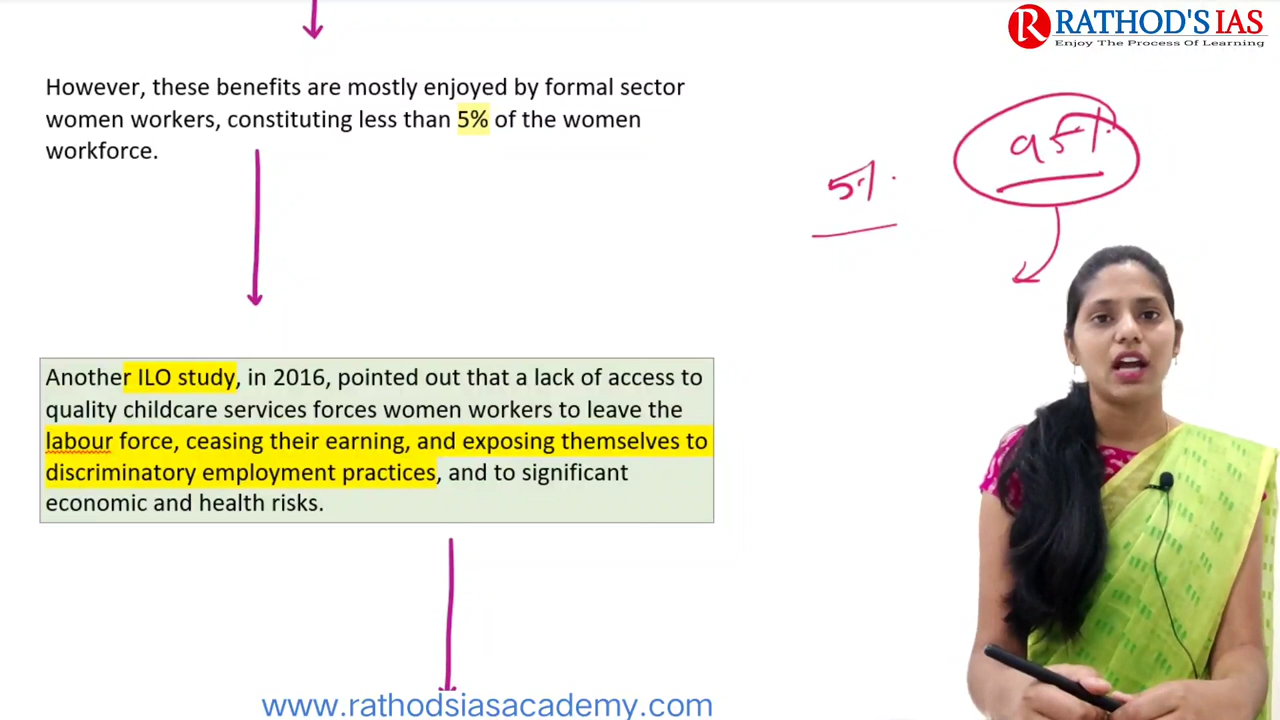 RATHOD'S IAS
Enjoy The Process Of Learning
However, these benefits are mostly enjoyed by formal sector
women workers, constituting less than 5% of the women
workforce.
5%
95%
Another ILO study, in 2016, pointed out that a lack of access to
quality childcare services forces women workers to leave the
labour force, ceasing their earning, and exposing themselves to
discriminatory employment practices, and to significant
economic and health risks.
www.rathodsiasacademy.com